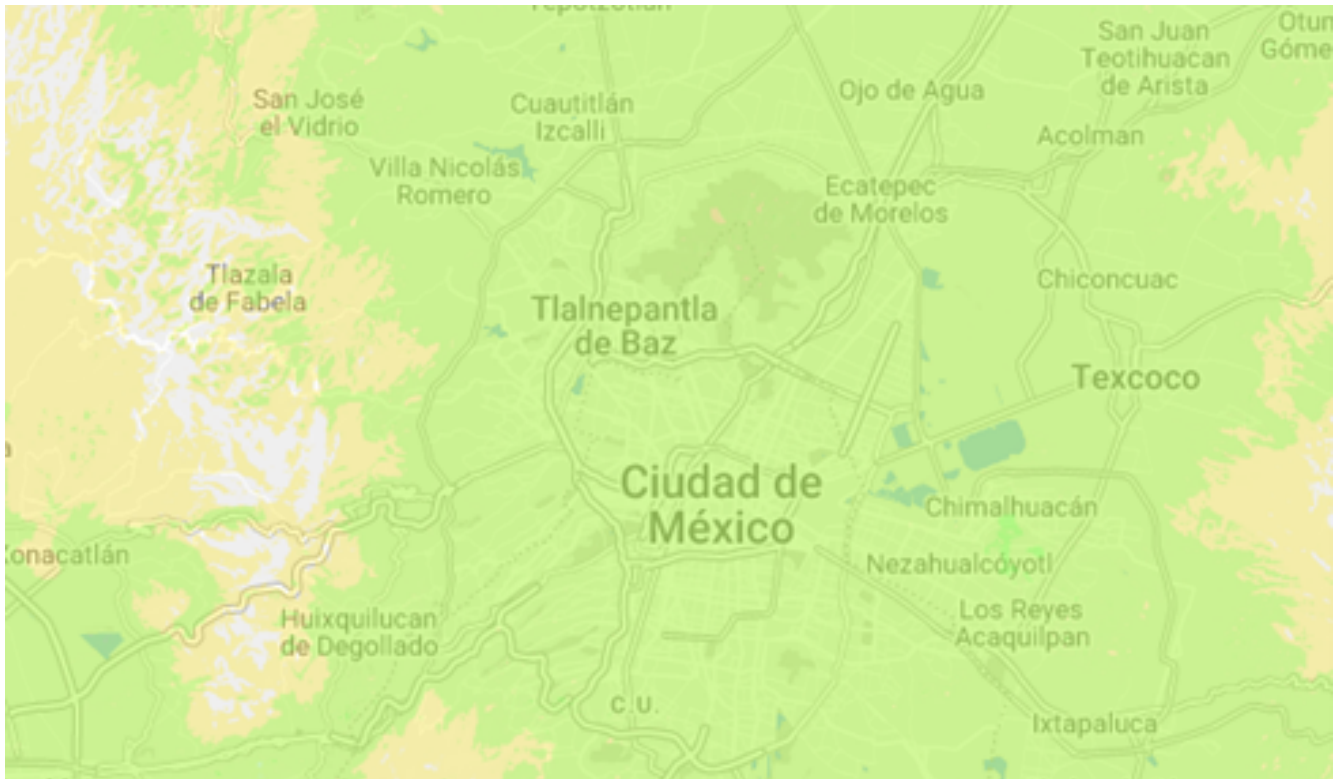 Tepotzotlán
San Juan
Teotihuacan
de Arista
San José
el Vidrio
Cuautitlán
Izcalli
Ojo de Agua
Acolman
Villa Nicolás
Romero
Ecatepec
de Morelos
Tlazala
de Fabela
Chiconcuac
Tlalnepantla
de Baz
Texcoco
Ciudad de
México
Chimalhuacán
Xonacatlán
Nezahualcóyotl
Huixquilucan
de Degollado
Los Reyes
Acaquilpan
C.U.
Ixtapaluca